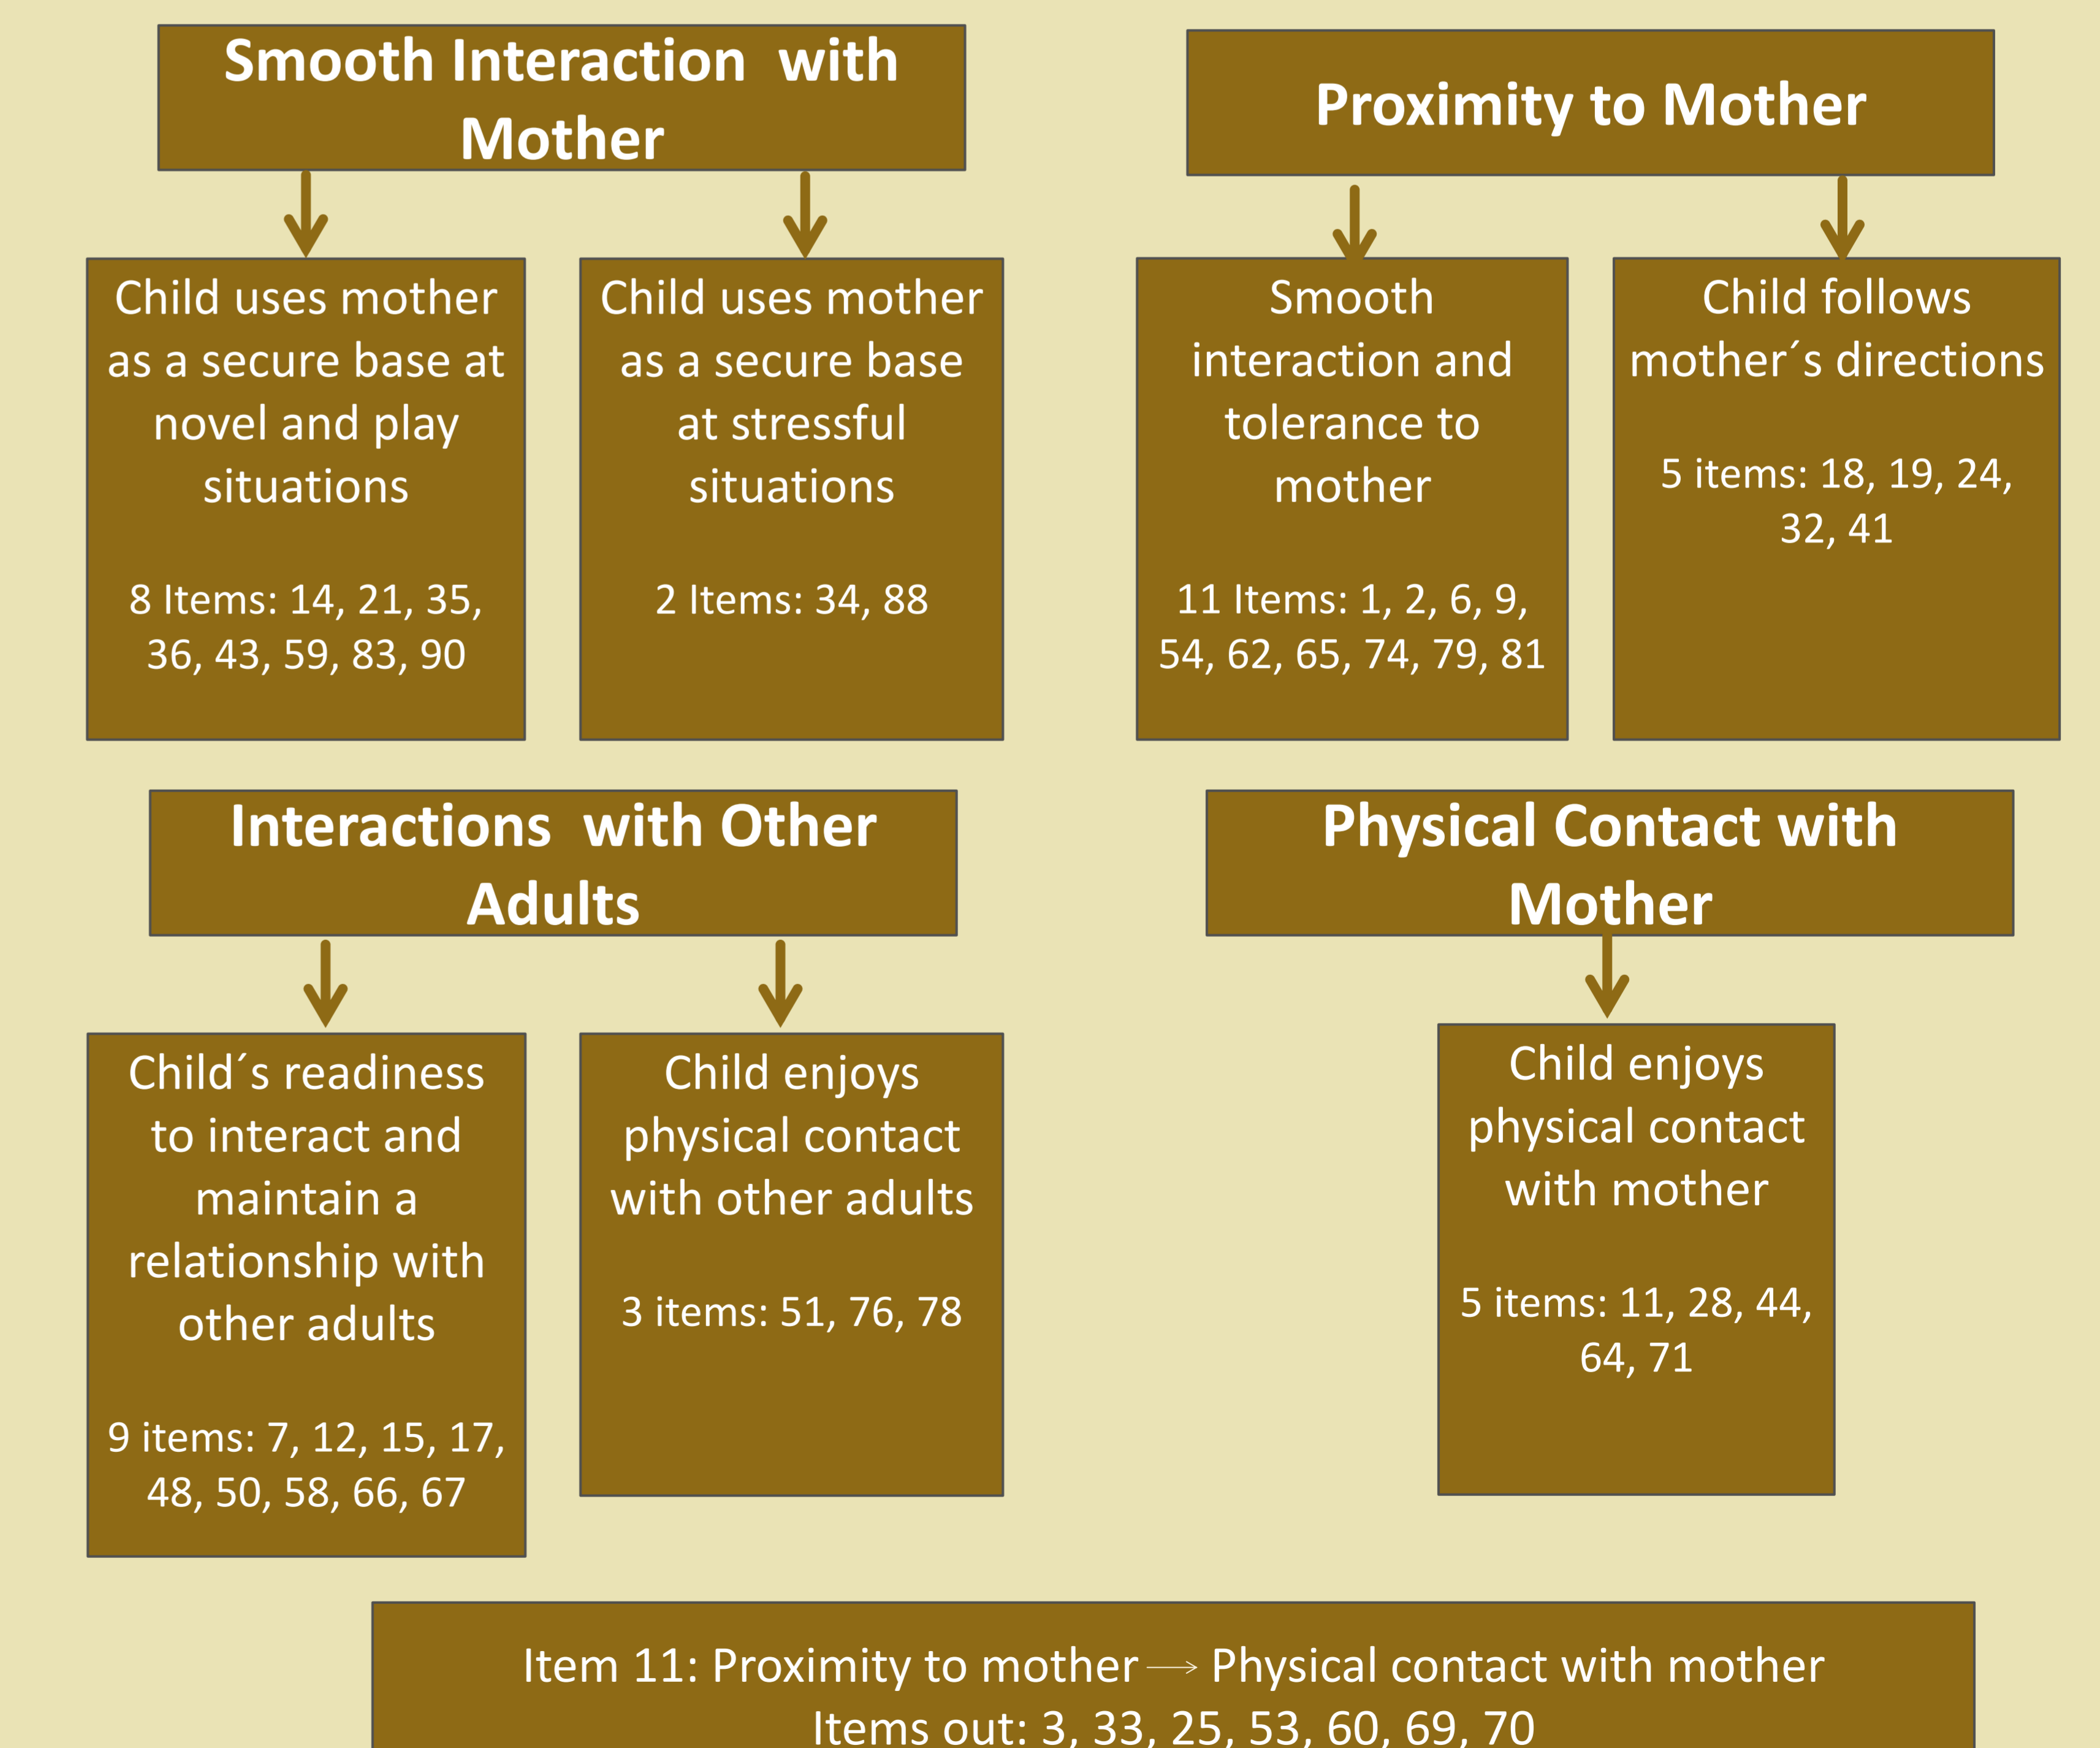 Smooth Interaction  with
Mother
Child uses mother
as a secure base at
novel and play
situations
8 Items: 14, 21, 35,
36, 43, 59, 83, 90
Child uses mother
as a secure base
at stressful
situations
2 Items: 34, 88
Proximity to Mother
Smooth
interaction and
tolerance to
mother
11 Items: 1, 2, 6, 9,
54, 62, 65, 74, 79, 81
Child follows
mother´s directions
5 items: 18, 19, 24,
32, 41
Interactions  with Other
Adults
Child´s readiness
to interact and
maintain a
relationship with
other adults
9 items: 7, 12, 15, 17,
48, 50, 58, 66, 67
Child enjoys
physical contact
with other adults
3 items: 51, 76, 78
Physical Contact with
Mother
Child enjoys
physical contact
with mother
5 items: 11, 28, 44,
64, 71
Item 11: Proximity to mother → Physical contact with mother
Items out: 3, 33, 25, 53, 60, 69, 70